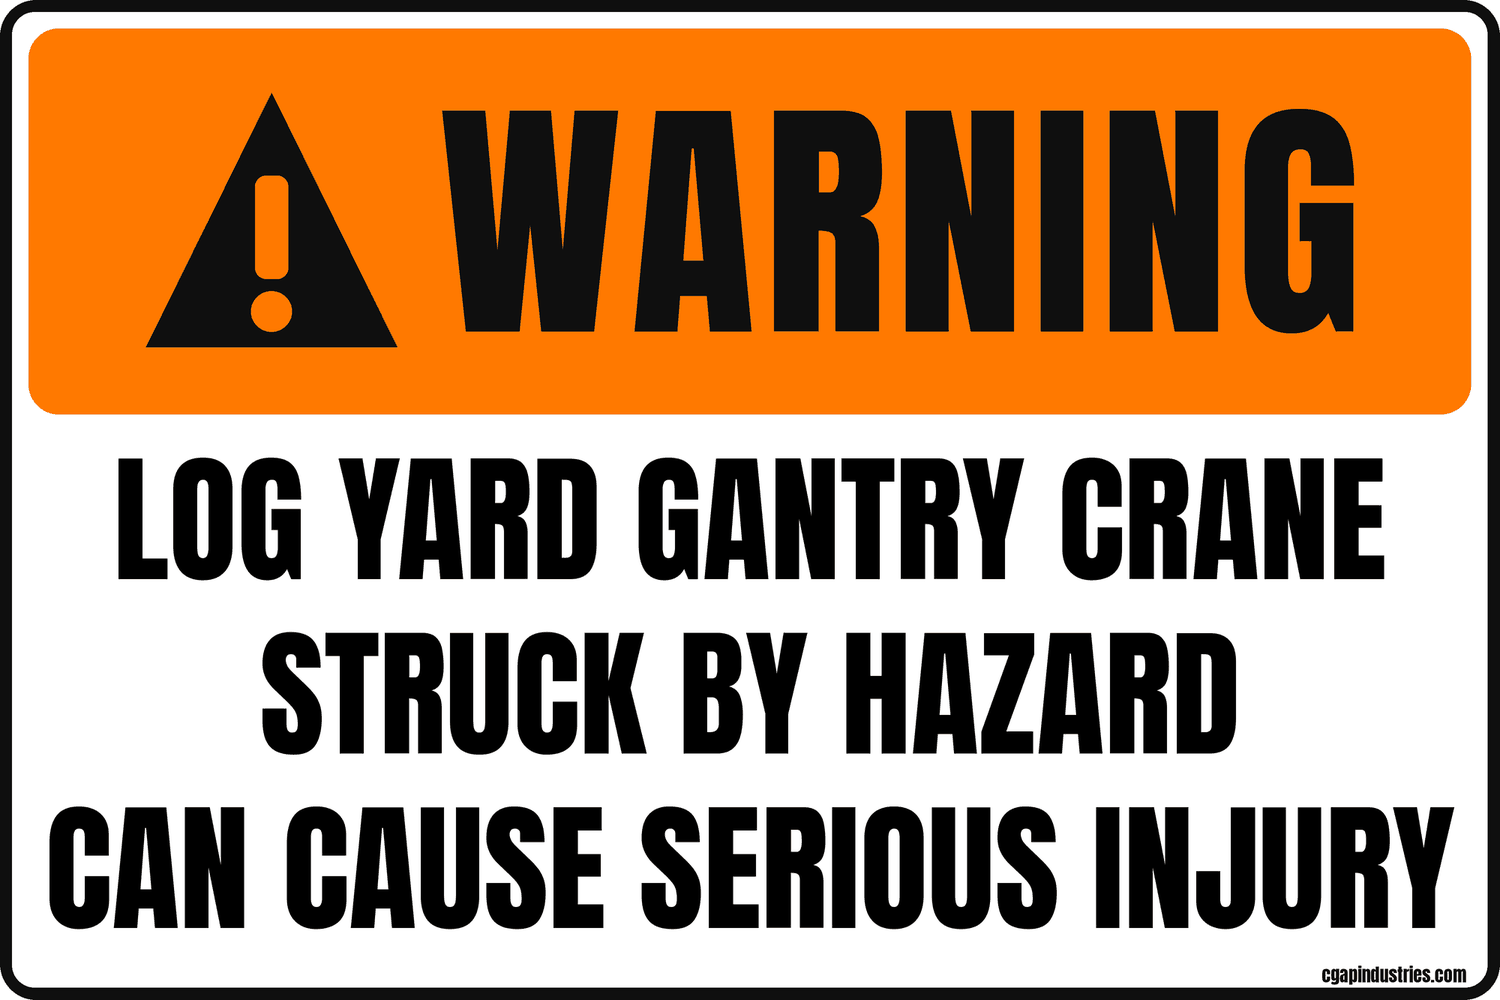 WARNING
LOG YARD GANTRY CRANE
STRUCK BY HAZARD
CAN CAUSE SERIOUS INJURY
cgapindustries.com